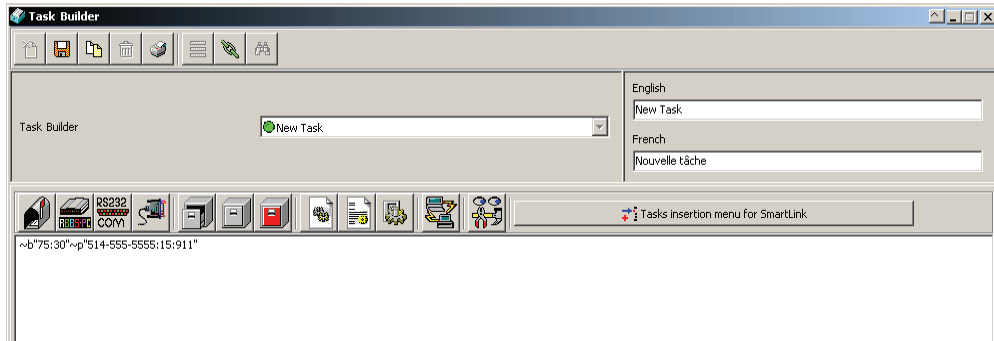 Task Builder
English
New Task
Task Builder
New Task
French
Nouvelle tâche
RS232
COM
Tasks insertion menu for SmartLink
~b"75:30"~p"514-555-5555:15:911"